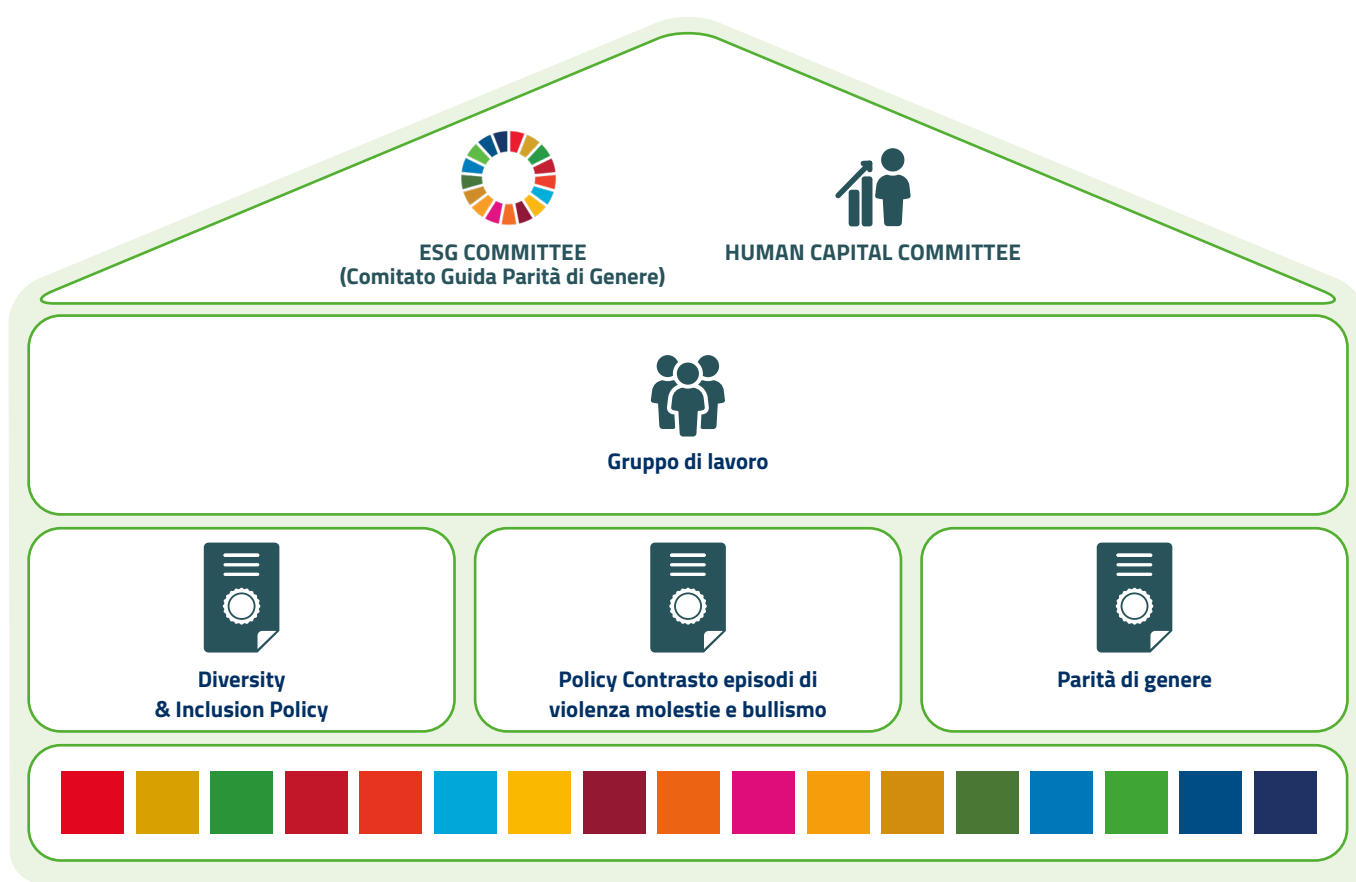 ESG COMMITTEE
(Comitato Guida Parità di Genere)
HUMAN CAPITAL COMMITTEE
Gruppo di lavoro
Diversity
& Inclusion Policy
Policy Contrasto episodi di
violenza molestie e bullismo
Parità di genere